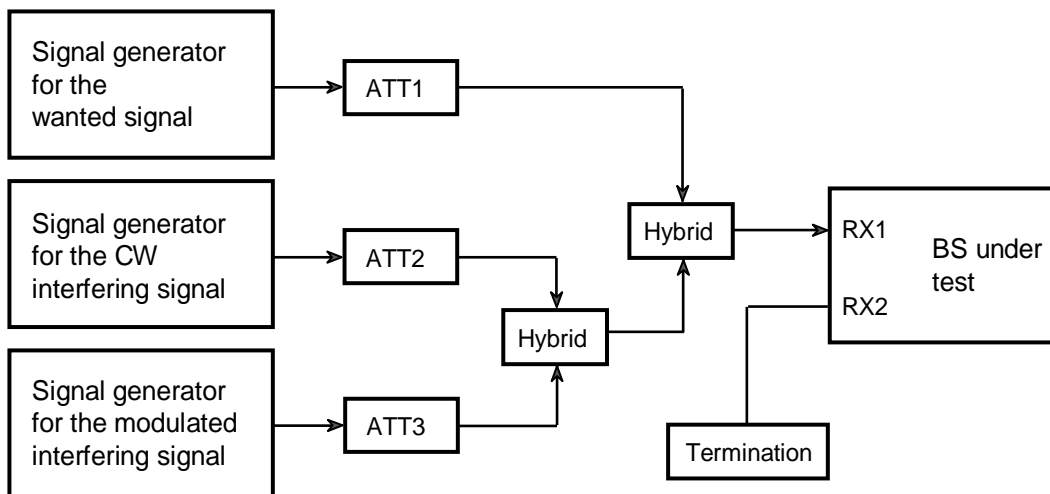 Signal generator
for the
wanted signal
ATT1
Signal generator
for the CW
interfering signal
ATT2
Signal generator
for the modulated
interfering signal
ATT3
Hybrid
Hybrid
RX1
BS under
test
RX2
Termination